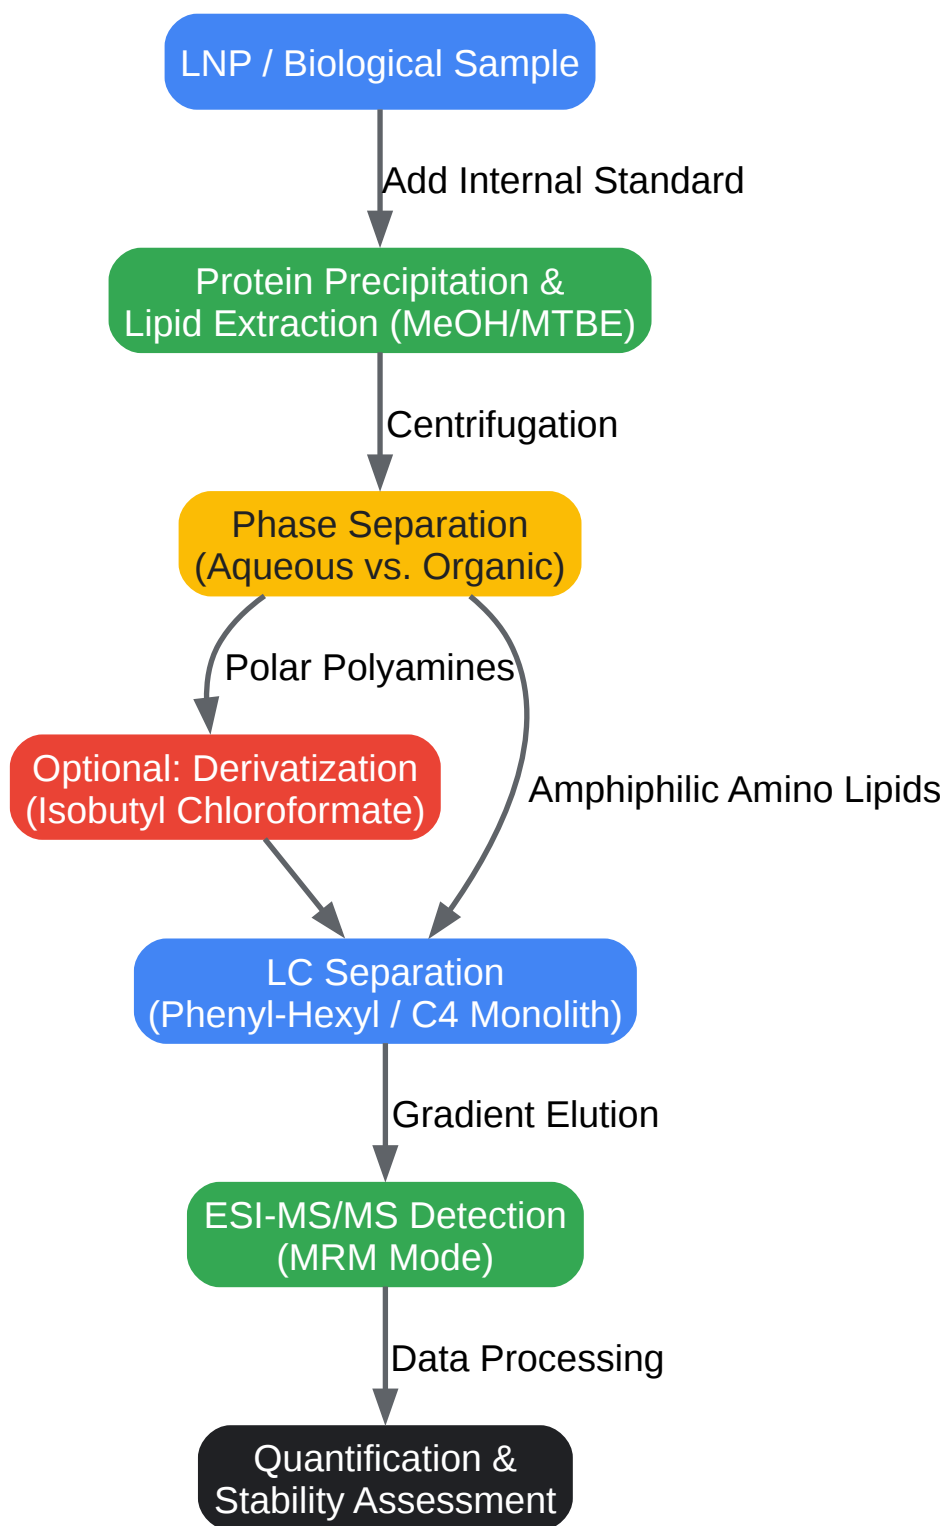 LNP / Biological Sample
Add Internal Standard
Protein Precipitation &
Lipid Extraction (MeOH/MTBE)
Centrifugation
Phase Separation
(Aqueous vs. Organic)
Polar Polyamines
Optional: Derivatization
(Isobutyl Chloroformate)
Amphiphilic Amino Lipids
LC Separation
(Phenyl-Hexyl / C4 Monolith)
Gradient Elution
ESI-MS/MS Detection
(MRM Mode)
Data Processing
Quantification &
Stability Assessment